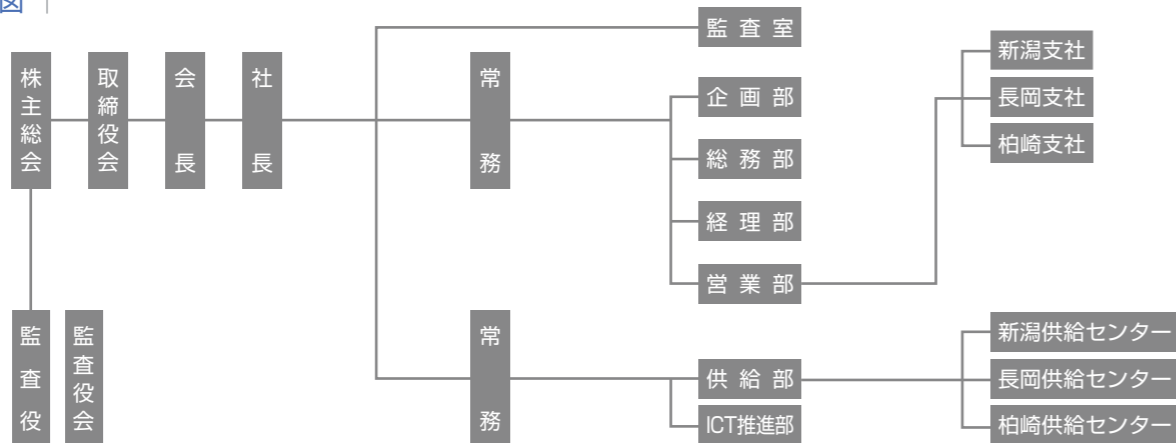 図
株主総会
取締役会
会長
社長
監査役
監査役会
常務
常務
監査室
企画部
総務部
経理部
営業部
供給部
ICT推進部
新潟支社
長岡支社
柏崎支社
新潟供給センター
長岡供給センター
柏崎供給センター